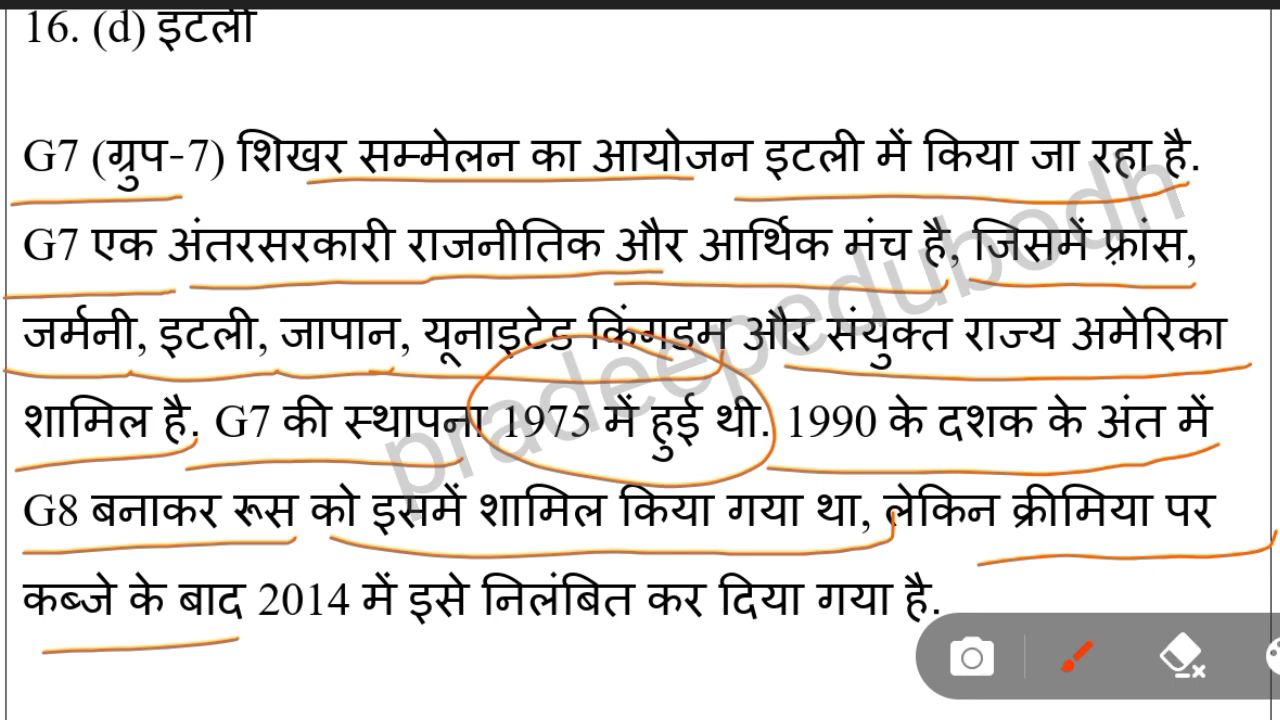 16. (d) इटली
G7 (ग्रुप-7) शिखर सम्मेलन का आयोजन इटली में किया जा रहा है.
G7 एक अंतरसरकारी राजनीतिक और आर्थिक मंच है, जिसमें फ़्रांस,
जर्मनी, इटली, जापान, यूनाइटेड किंगडम और संयुक्त राज्य अमेरिका
शामिल है. G7 की स्थापना 1975 में हुई थी. 1990 के दशक के अंत में
G8 बनाकर रूस को इसमें शामिल किया गया था, लेकिन क्रीमिया पर
कब्जे के बाद 2014 में इसे निलंबित कर दिया गया है.
pradeepedubodh